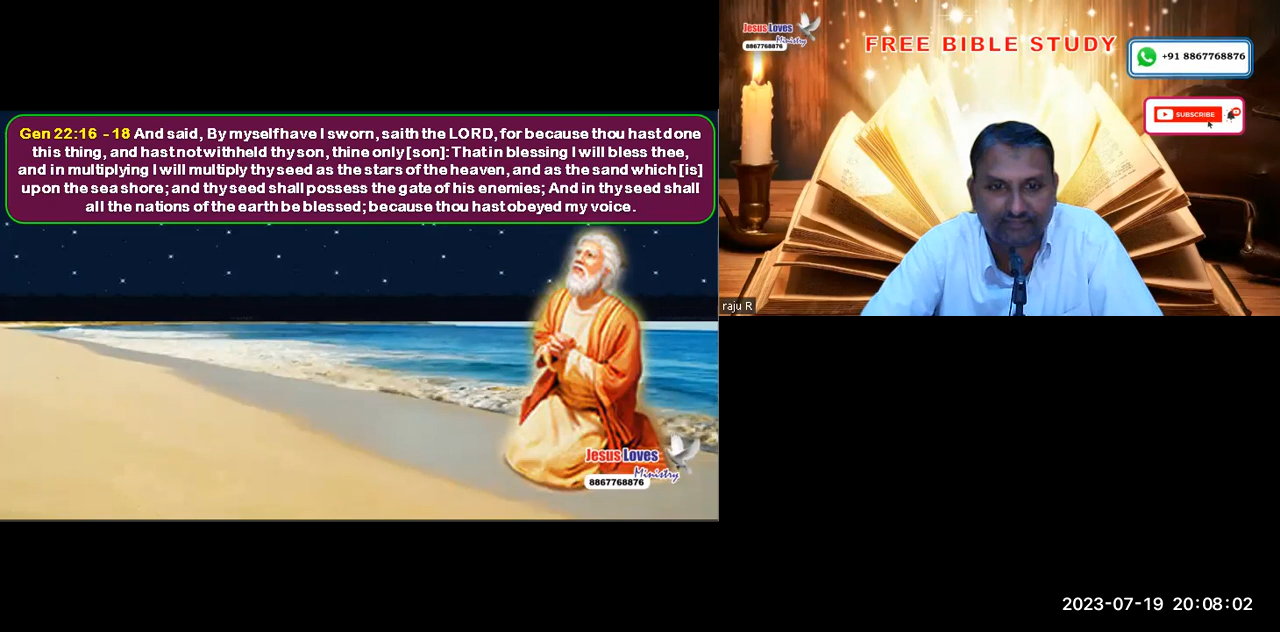 Gen 22:16 - 18 And said, By myself have I sworn, saith the LORD, for because thou hast done
this thing, and hast not withheld thy son, thine only [son]: That in blessing I will bless thee,
and in multiplying I will multiply thy seed as the stars of the heaven, and as the sand which [is]
upon the sea shore; and thy seed shall possess the gate of his enemies; And in thy seed shall
all the nations of the earth be blessed; because thou hast obeyed my voice.
Jesus Loves
Ministry
8867768876
Jesus Loves
Ministry
8867768876
FREE BIBLE STUDY
+91 8867768876
SUBSCRIBE
raju R
2023-07-19 20:08:02